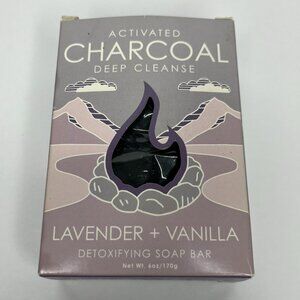 ACTIVATED
CHARCOAL
DEEP CLEANSE
LAVENDER + VANILLA
DETOXIFYING SOAP BAR
Net Wt. 6oz/170g